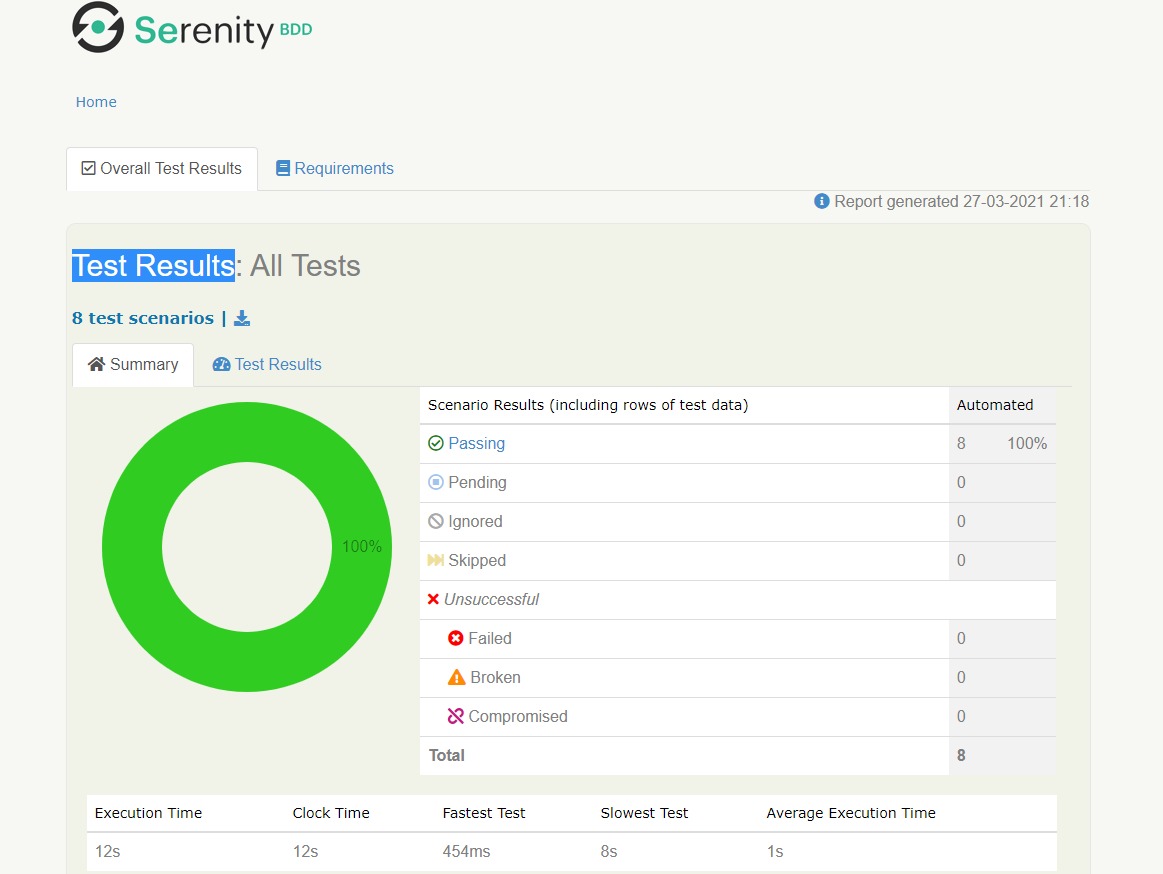 Serenity BDD
Home
Overall Test Results Requirements
Report generated 27-03-2021 21:18
Test Results: All Tests
8 test scenarios |
Summary Test Results
Scenario Results (including rows of test data) Automated
Passing 8 100%
Pending 0
Ignored 0
100%
Skipped 0
Unsuccessful
Failed 0
Broken 0
Compromised 0
Total 8
Execution Time Clock Time Fastest Test Slowest Test Average Execution Time
12s 12s 454ms 8s 1s